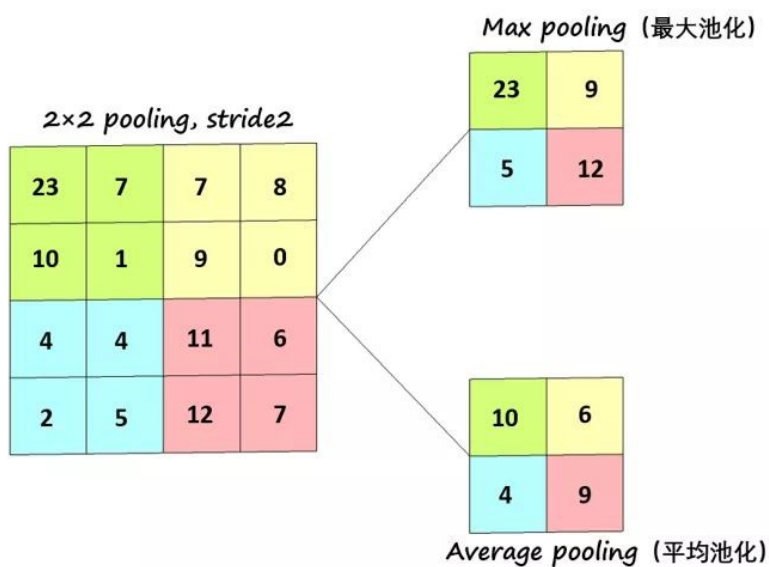 Max pooling (最大池化)
23 9
5 12
2×2 pooling, stride2
23 7 7 8
10 1 9 0
4 4 11 6
2 5 12 7
10 6
4 9
Average pooling (平均池化)